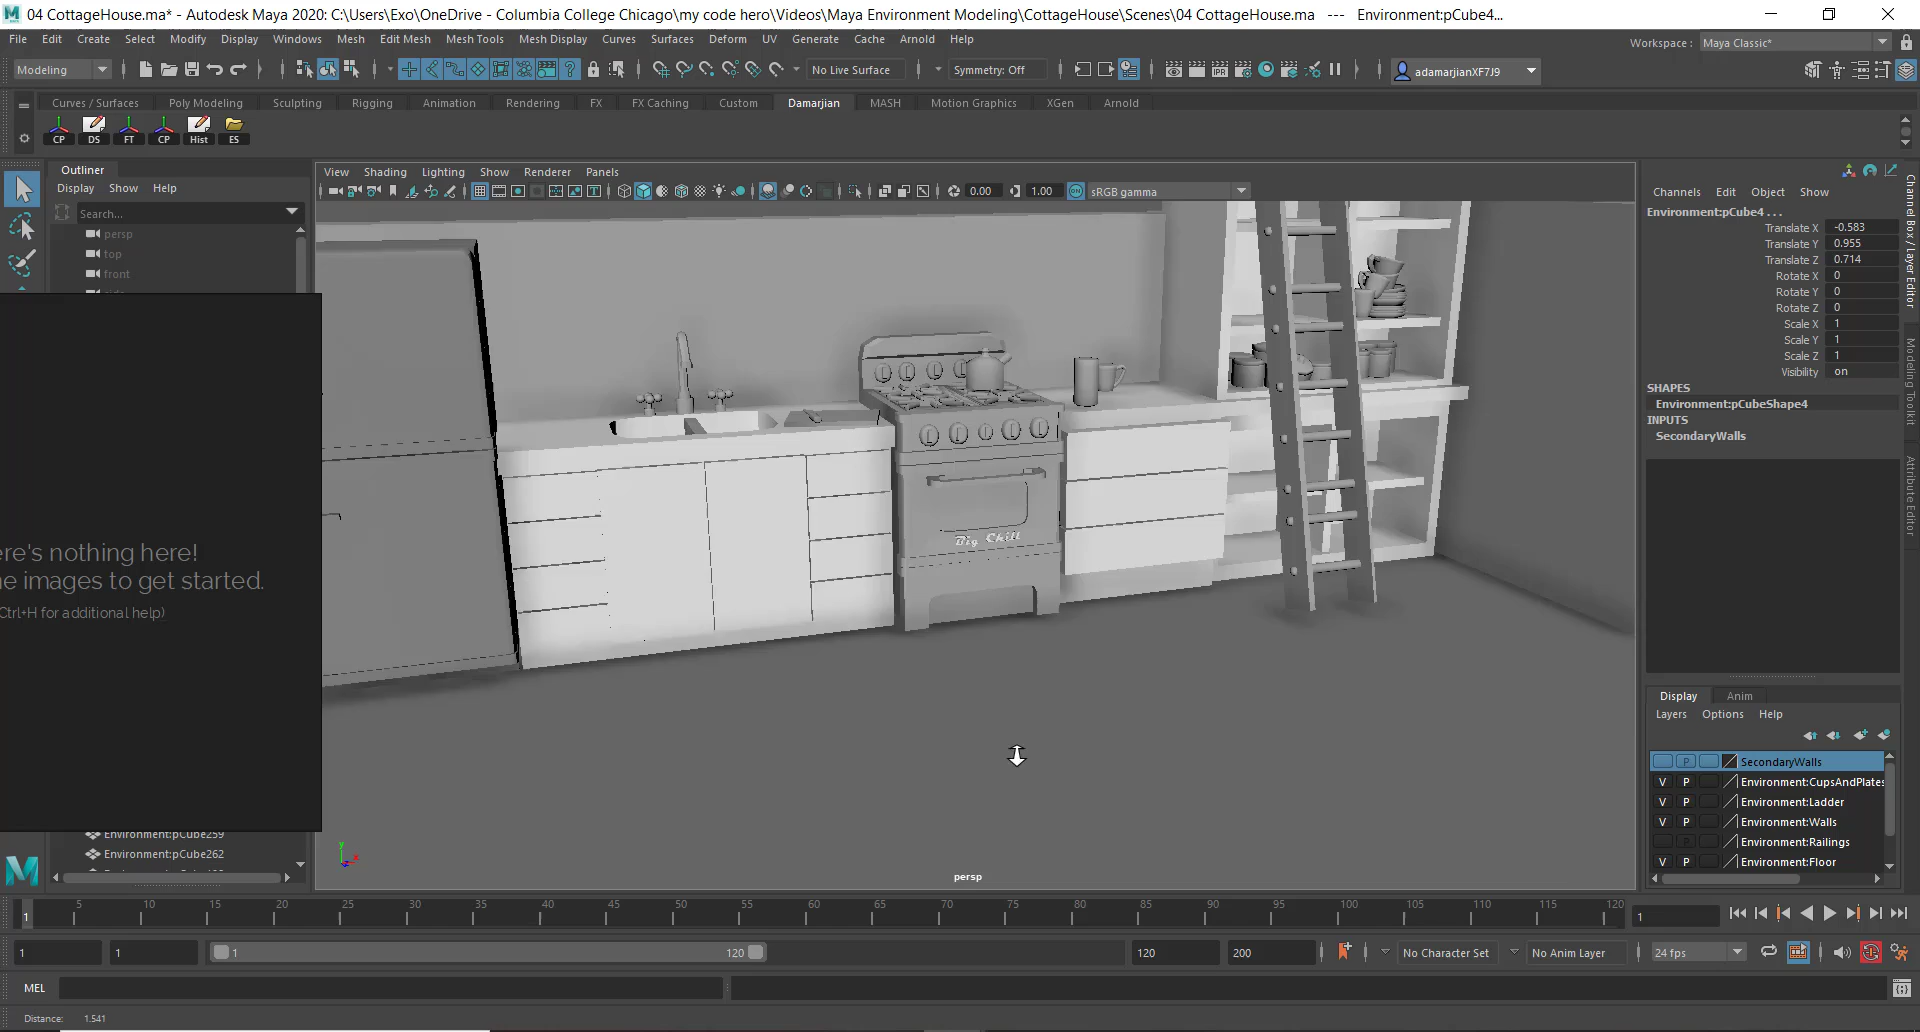 04 CottageHouse.ma* - Autodesk Maya 2020: C:\Users\Exo\OneDrive - Columbia College Chicago\my code hero\Videos\Maya Environment Modeling\CottageHouse\Scenes\04 CottageHouse.ma --- Environment:pCube4...
File Edit Create Select Modify Display Windows Mesh Edit Mesh Mesh Tools Mesh Display Curves Surfaces Deform UV Generate Cache Arnold Help
Workspace : Maya Classic*
Modeling No Live Surface Symmetry: Off IPR adamarjianXF7J9
Curves / Surfaces Poly Modeling Sculpting Rigging Animation Rendering FX FX Caching Custom Damarjian MASH Motion Graphics XGen Arnold
CP DS FT CP Hist ES
Outliner
Display Show Help
Search...
persp
top
front
ere's nothing here!
ne images to get started.
Ctrl+H for additional help)
Environment:pCube259
Environment:pCube262
View Shading Lighting Show Renderer Panels
0.00 1.00 ON sRGB gamma
Big Chill
y
x
persp
Channels Edit Object Show
Environment:pCube4 . . .
Translate X -0.583
Translate Y 0.955
Translate Z 0.714
Rotate X 0
Rotate Y 0
Rotate Z 0
Scale X 1
Scale Y 1
Scale Z 1
Visibility on
SHAPES
Environment:pCubeShape4
INPUTS
SecondaryWalls
Channel Box / Layer Editor
Modeling Toolkit
Attribute Editor
Display Anim
Layers Options Help
P SecondaryWalls
V P Environment:CupsAndPlates
V P Environment:Ladder
V P Environment:Walls
Environment:Railings
V P Environment:Floor
1 5 10 15 20 25 30 35 40 45 50 55 60 65 70 75 80 85 90 95 100 105 110 115 120 1
1 1 1 120 120 200 No Character Set No Anim Layer 24 fps
MEL
Distance: 1.541